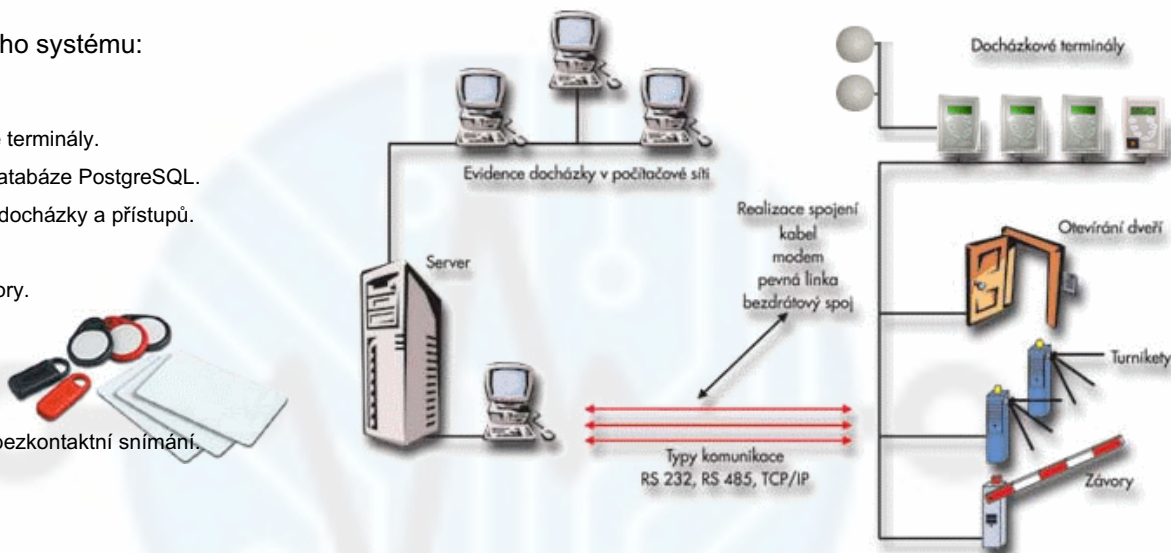 ho systému:
terminály.
atabáze PostgreSQL.
docházky a přístupů.
ory.
bezkontaktní snímání.
Evidence docházky v počítačové síti
Server
Realizace spojení
kabel
modem
pevná linka
bezdrátový spoj
Typy komunikace
RS 232, RS 485, TCP/IP
Docházkové terminály
Otevírání dveří
Turnikety
Závory